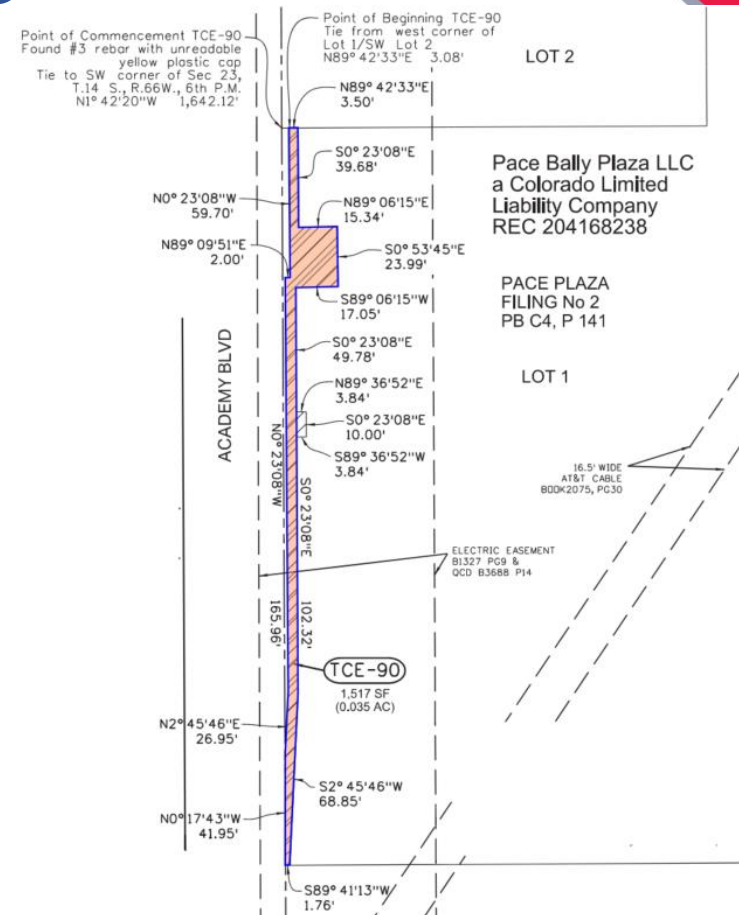 Point of Commencement TCE-90
Found #3 rebar with unreadable
yellow plastic cap
Tie to SW corner of Sec 23,
T.14 S., R.66W., 6th P.M.
N1° 42'20"W 1,642.12'
Point of Beginning TCE-90
Tie from west corner of
Lot 1/SW Lot 2
N89° 42'33"E 3.08'
LOT 2
N89° 42'33"E
3.50'
S0° 23'08"E
39.68'
Pace Bally Plaza LLC
a Colorado Limited
Liability Company
REC 204168238
N0° 23'08"W
59.70'
N89° 06'15"E
15.34'
N89° 09'51"E
2.00'
S0° 53'45"E
23.99'
PACE PLAZA
FILING No 2
PB C4, P 141
S89° 06'15"W
17.05'
S0° 23'08"E
49.78'
LOT 1
ACADEMY BLVD
N89° 36'52"E
3.84'
S0° 23'08"E
10.00'
S89° 36'52"W
3.84'
N0° 23'08"W
165.96'
S0° 23'08"E
102.32'
16.5' WIDE
AT&T CABLE
BOOK2075, PG30
ELECTRIC EASEMENT
B1327 PG9 &
QCD B3688 P14
TCE-90
1,517 SF
(0.035 AC)
N2° 45'46"E
26.95'
S2° 45'46"W
68.85'
N0° 17'43"W
41.95'
S89° 41'13"W
1.76'